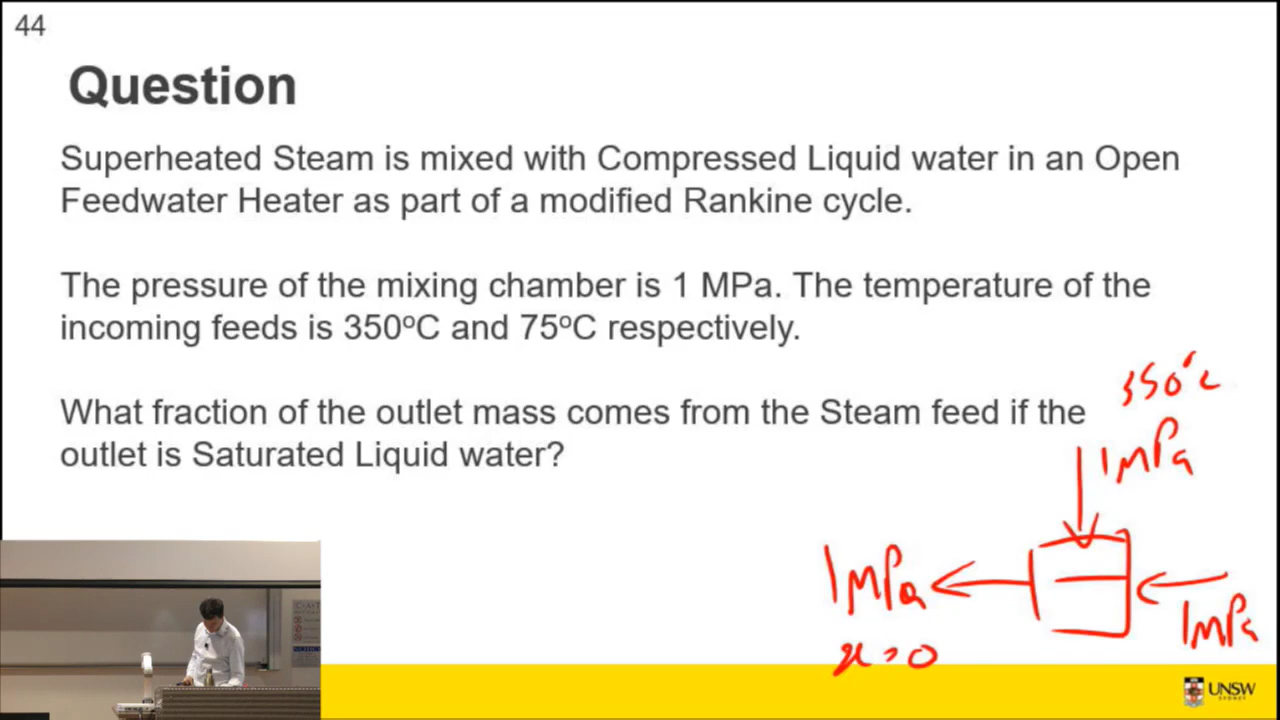 44
Question
Superheated Steam is mixed with Compressed Liquid water in an Open
Feedwater Heater as part of a modified Rankine cycle.
The pressure of the mixing chamber is 1 MPa. The temperature of the
incoming feeds is 350°C and 75°C respectively.
What fraction of the outlet mass comes from the Steam feed if the
outlet is Saturated Liquid water?
350°C
1MPa
1MPa
1MPa
x=0
UNSW
SYDNEY